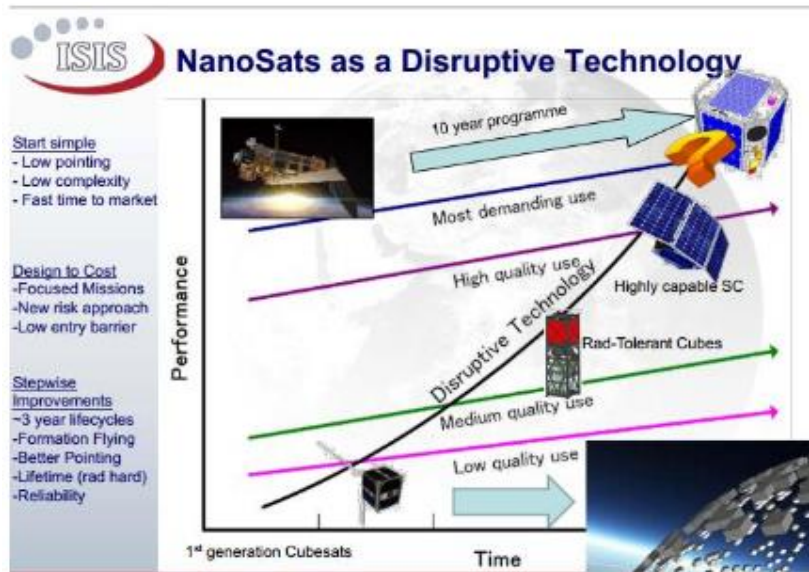 ISIS
NanoSats as a Disruptive Technology
Start simple
- Low pointing
- Low complexity
- Fast time to market
Design to Cost
-Focused Missions
-New risk approach
-Low entry barrier
Stepwise
Improvements
~3 year lifecycles
-Formation Flying
-Better Pointing
-Lifetime (rad hard)
-Reliability
Performance
10 year programme
Most demanding use
High quality use
Highly capable SC
Disruptive Technology
Rad-Tolerant Cubes
Medium quality use
Low quality use
1st generation Cubesats
Time
?